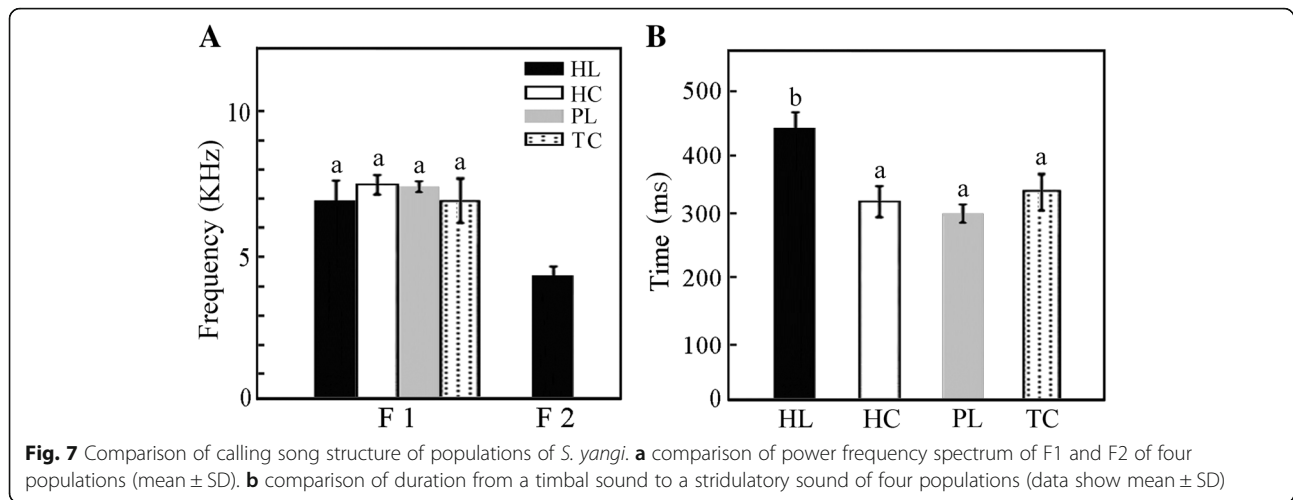 A
HL
HC
PL
TC
Frequency (KHz)
10
5
0
a
a
a
a
F 1
F 2
B
Time (ms)
500
400
300
200
100
0
b
a
a
a
HL
HC
PL
TC
Fig. 7 Comparison of calling song structure of populations of S. yangi. a comparison of power frequency spectrum of F1 and F2 of four
populations (mean ± SD). b comparison of duration from a timbal sound to a stridulatory sound of four populations (data show mean ± SD)